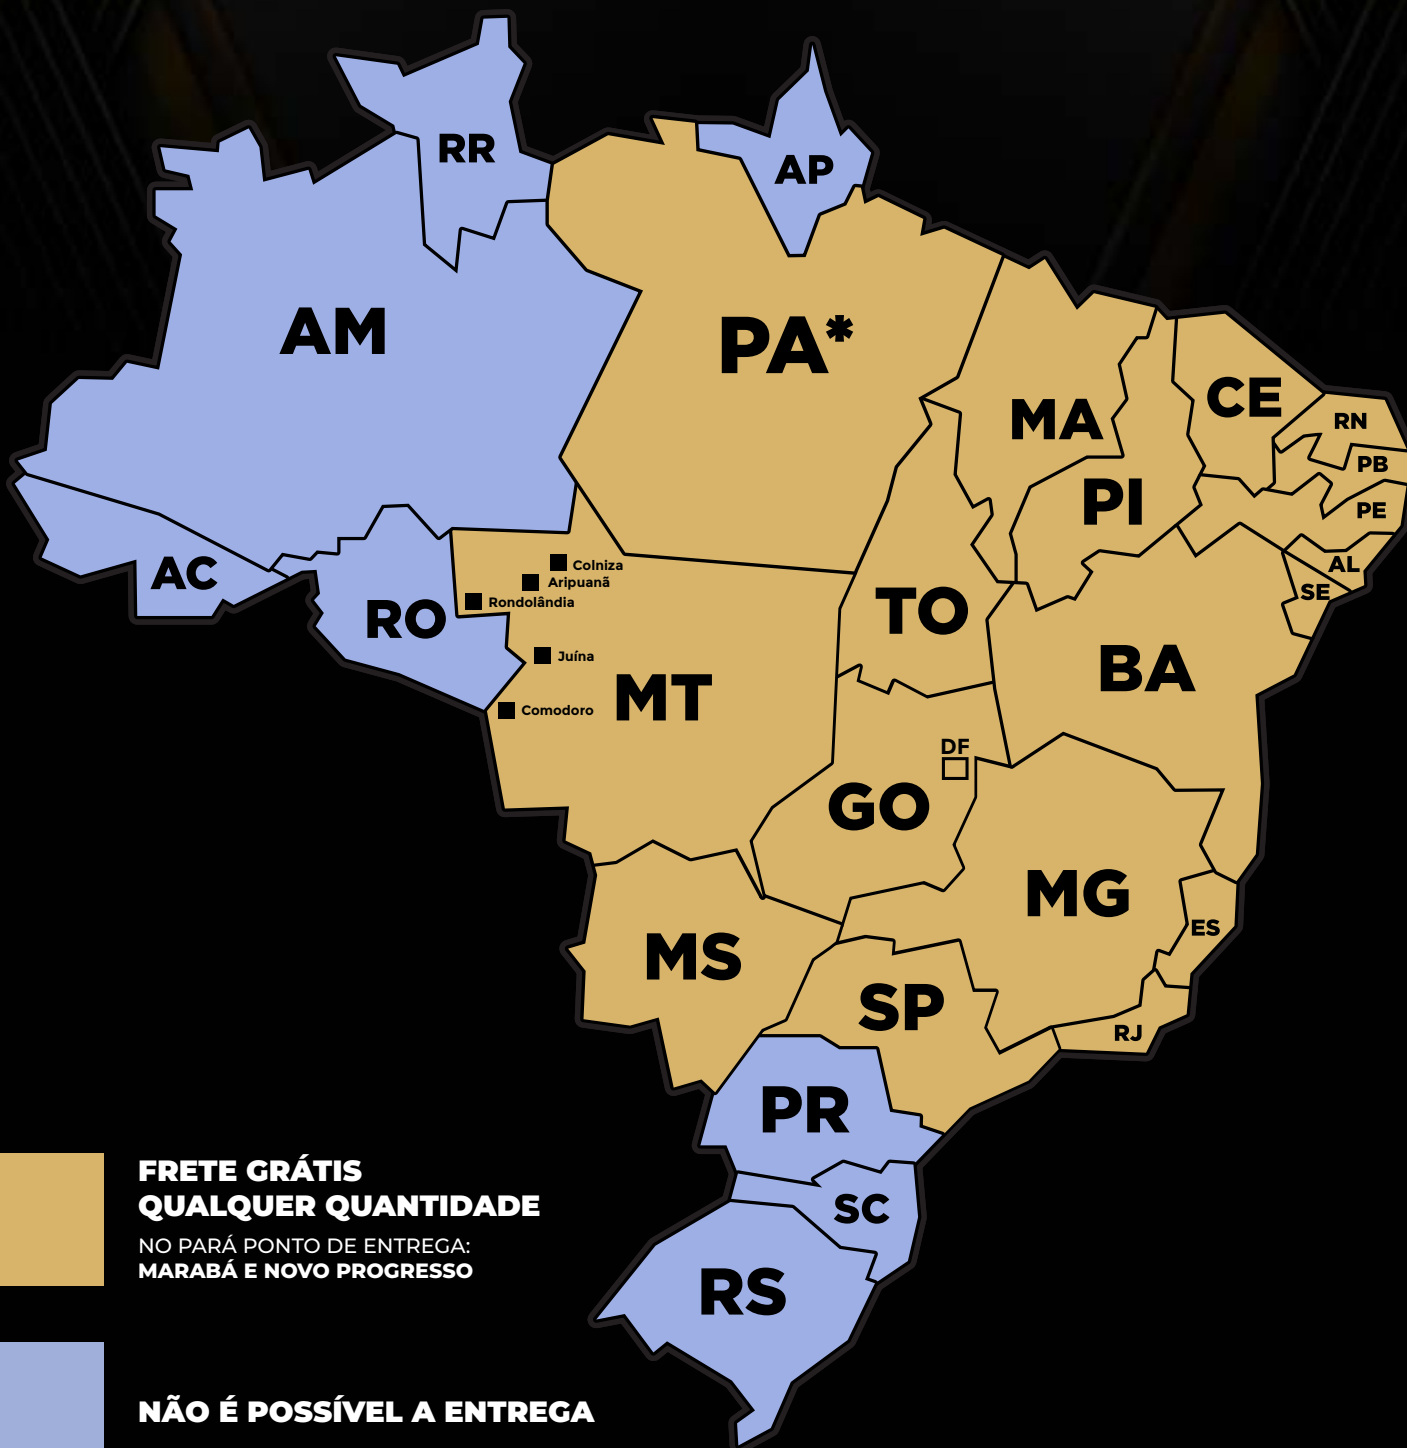 RR
AP
AM
PA*
MA
CE
RN
PB
PI
PE
AL
SE
AC
RO
Colniza
Aripuanã
Rondolândia
Juína
Comodoro
MT
TO
BA
DF
GO
MG
ES
MS
SP
RJ
PR
SC
RS
FRETE GRÁTIS
QUALQUER QUANTIDADE
NO PARÁ PONTO DE ENTREGA:
MARABÁ E NOVO PROGRESSO
NÃO É POSSÍVEL A ENTREGA